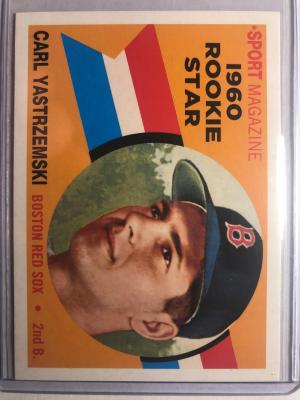 *SPORT MAGAZINE
1960
ROOKIE
STAR
B
CARL YASTRZEMSKI
BOSTON RED SOX • 2nd B.